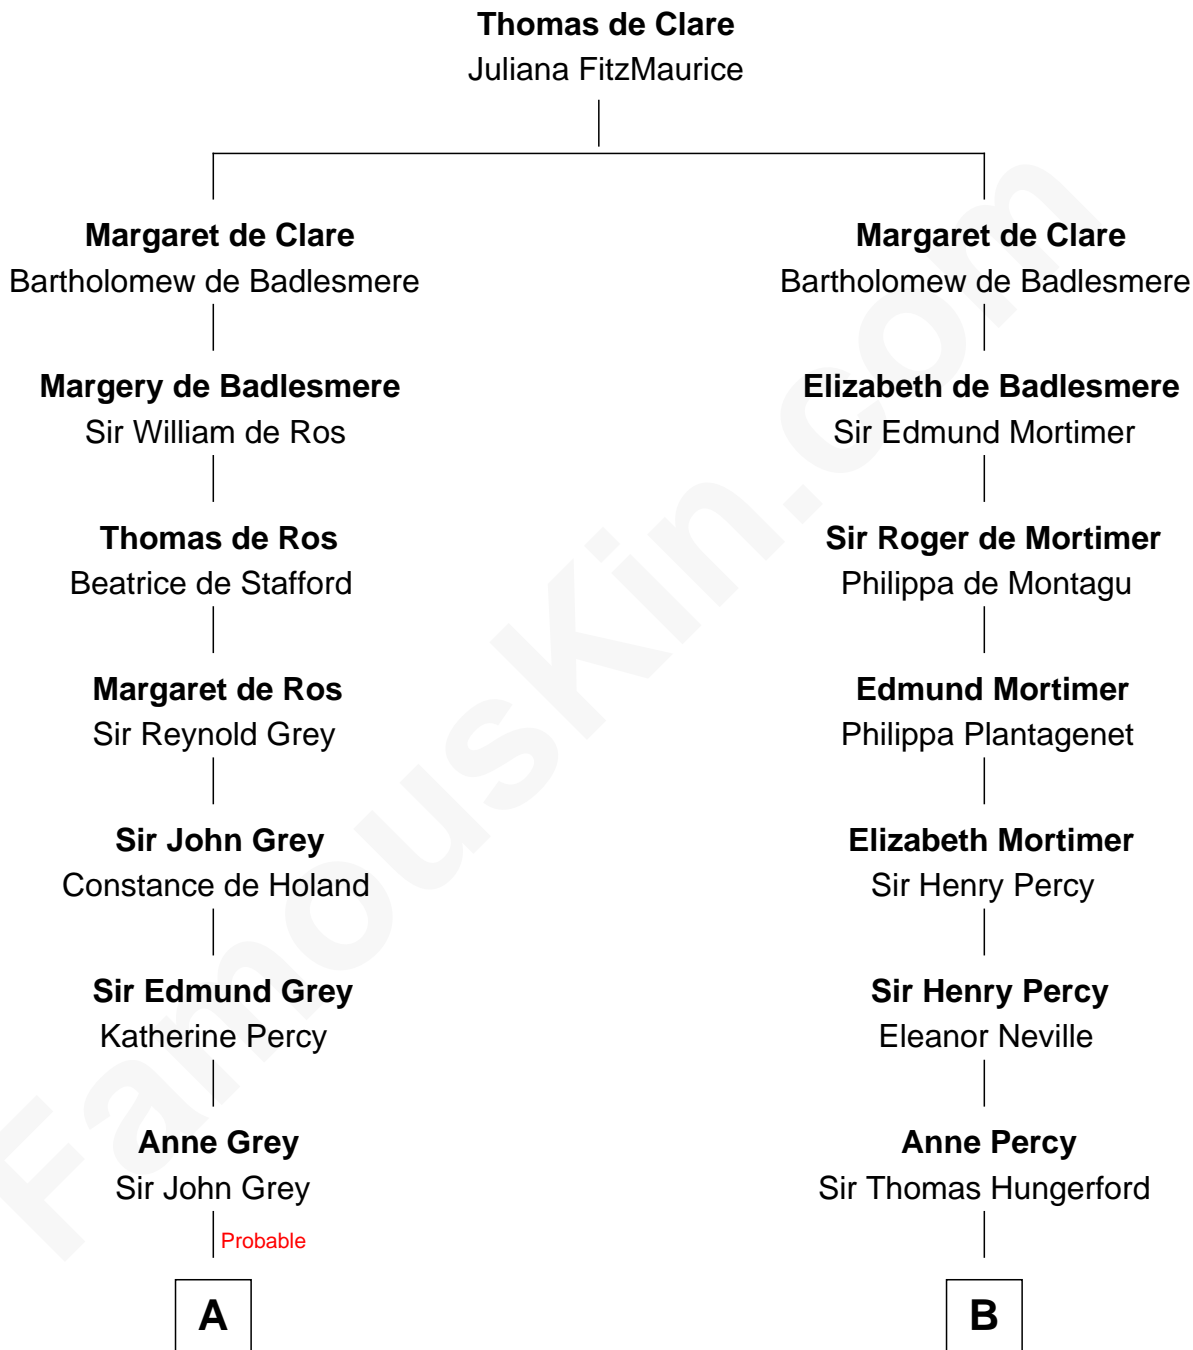 Thomas de Clare
Juliana FitzMaurice
Margaret de Clare
Bartholomew de Badlesmere
Margery de Badlesmere
Sir William de Ros
Thomas de Ros
Beatrice de Stafford
Margaret de Ros
Sir Reynold Grey
Sir John Grey
Constance de Holand
Sir Edmund Grey
Katherine Percy
Anne Grey
Sir John Grey
Probable
A
Margaret de Clare
Bartholomew de Badlesmere
Elizabeth de Badlesmere
Sir Edmund Mortimer
Sir Roger de Mortimer
Philippa de Montagu
Edmund Mortimer
Philippa Plantagenet
Elizabeth Mortimer
Sir Henry Percy
Sir Henry Percy
Eleanor Neville
Anne Percy
Sir Thomas Hungerford
B
FamousKin.com